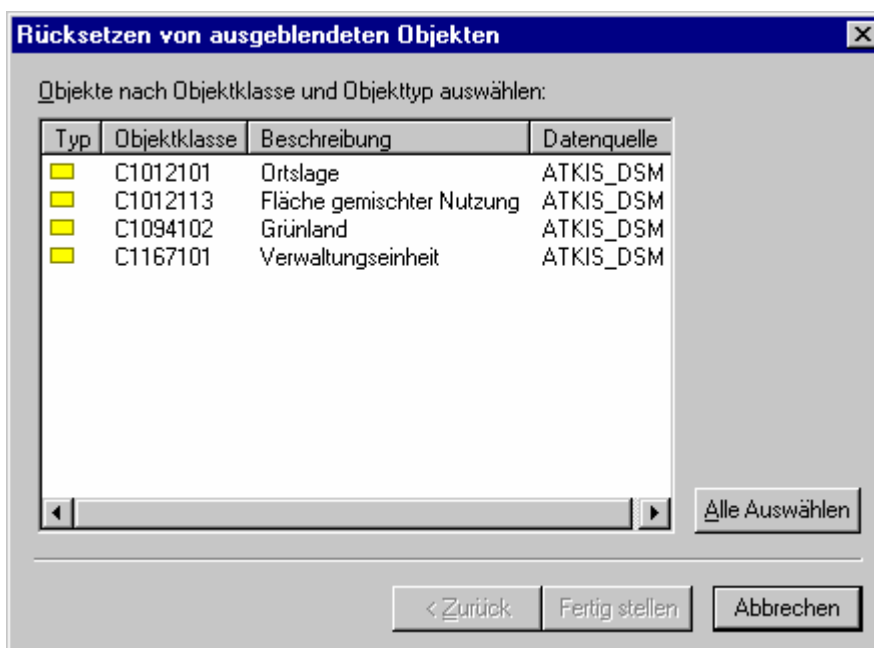 Rücksetzen von ausgeblendeten Objekten
Objekte nach Objektklasse und Objekttyp auswählen:
Typ Objektklasse Beschreibung Datenquelle
C1012101 Ortslage ATKIS_DSM
C1012113 Fläche gemischter Nutzung ATKIS_DSM
C1094102 Grünland ATKIS_DSM
C1167101 Verwaltungseinheit ATKIS_DSM
Alle Auswählen
< Zurück Fertig stellen Abbrechen